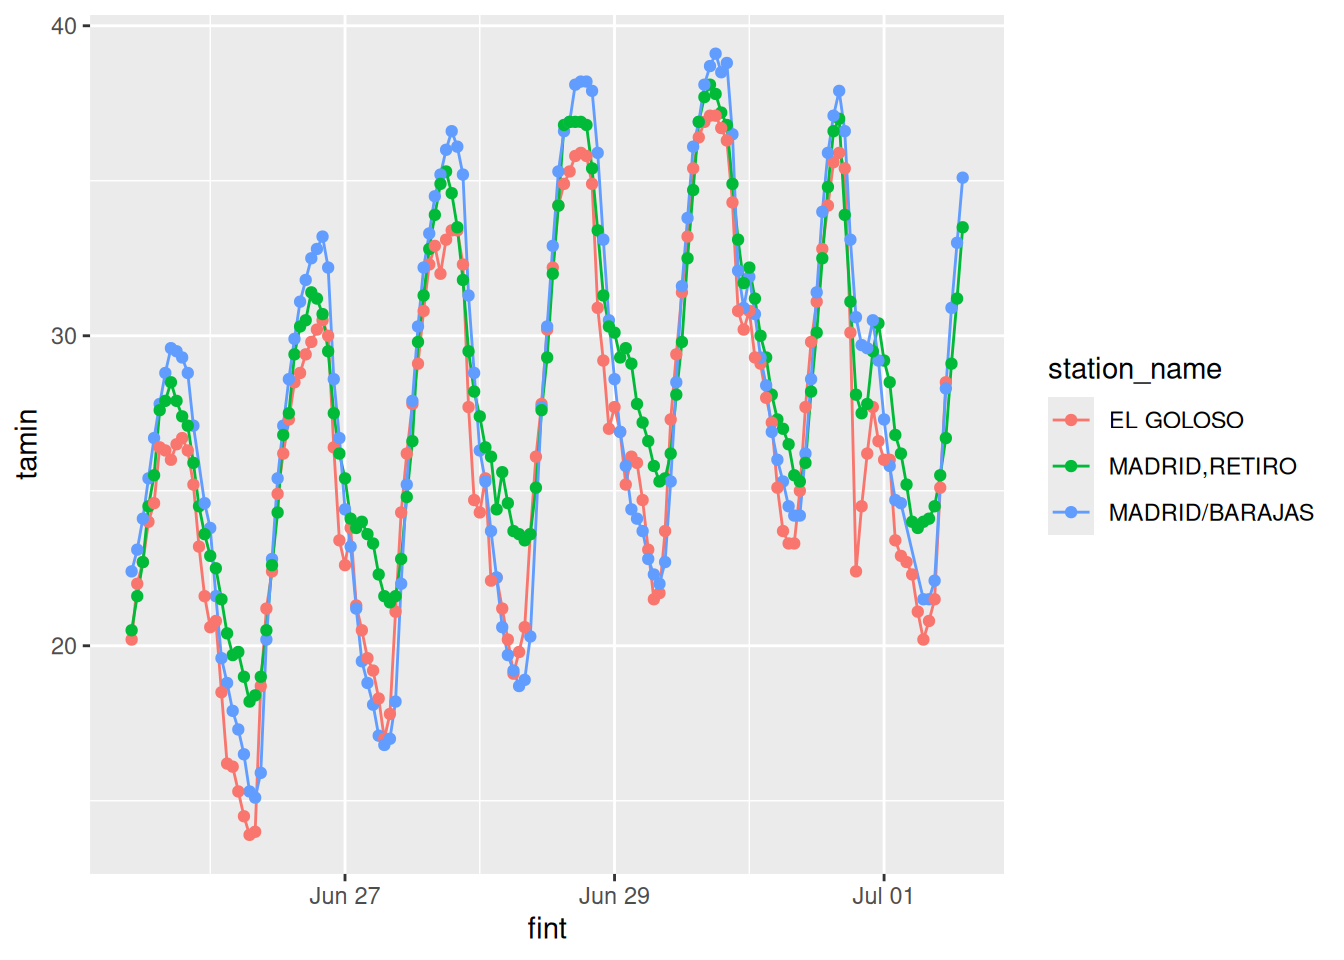 40
30
20
tamin
Jun 27
Jun 29
Jul 01
fint
station_name
EL GOLOSO
MADRID,RETIRO
MADRID/BARAJAS